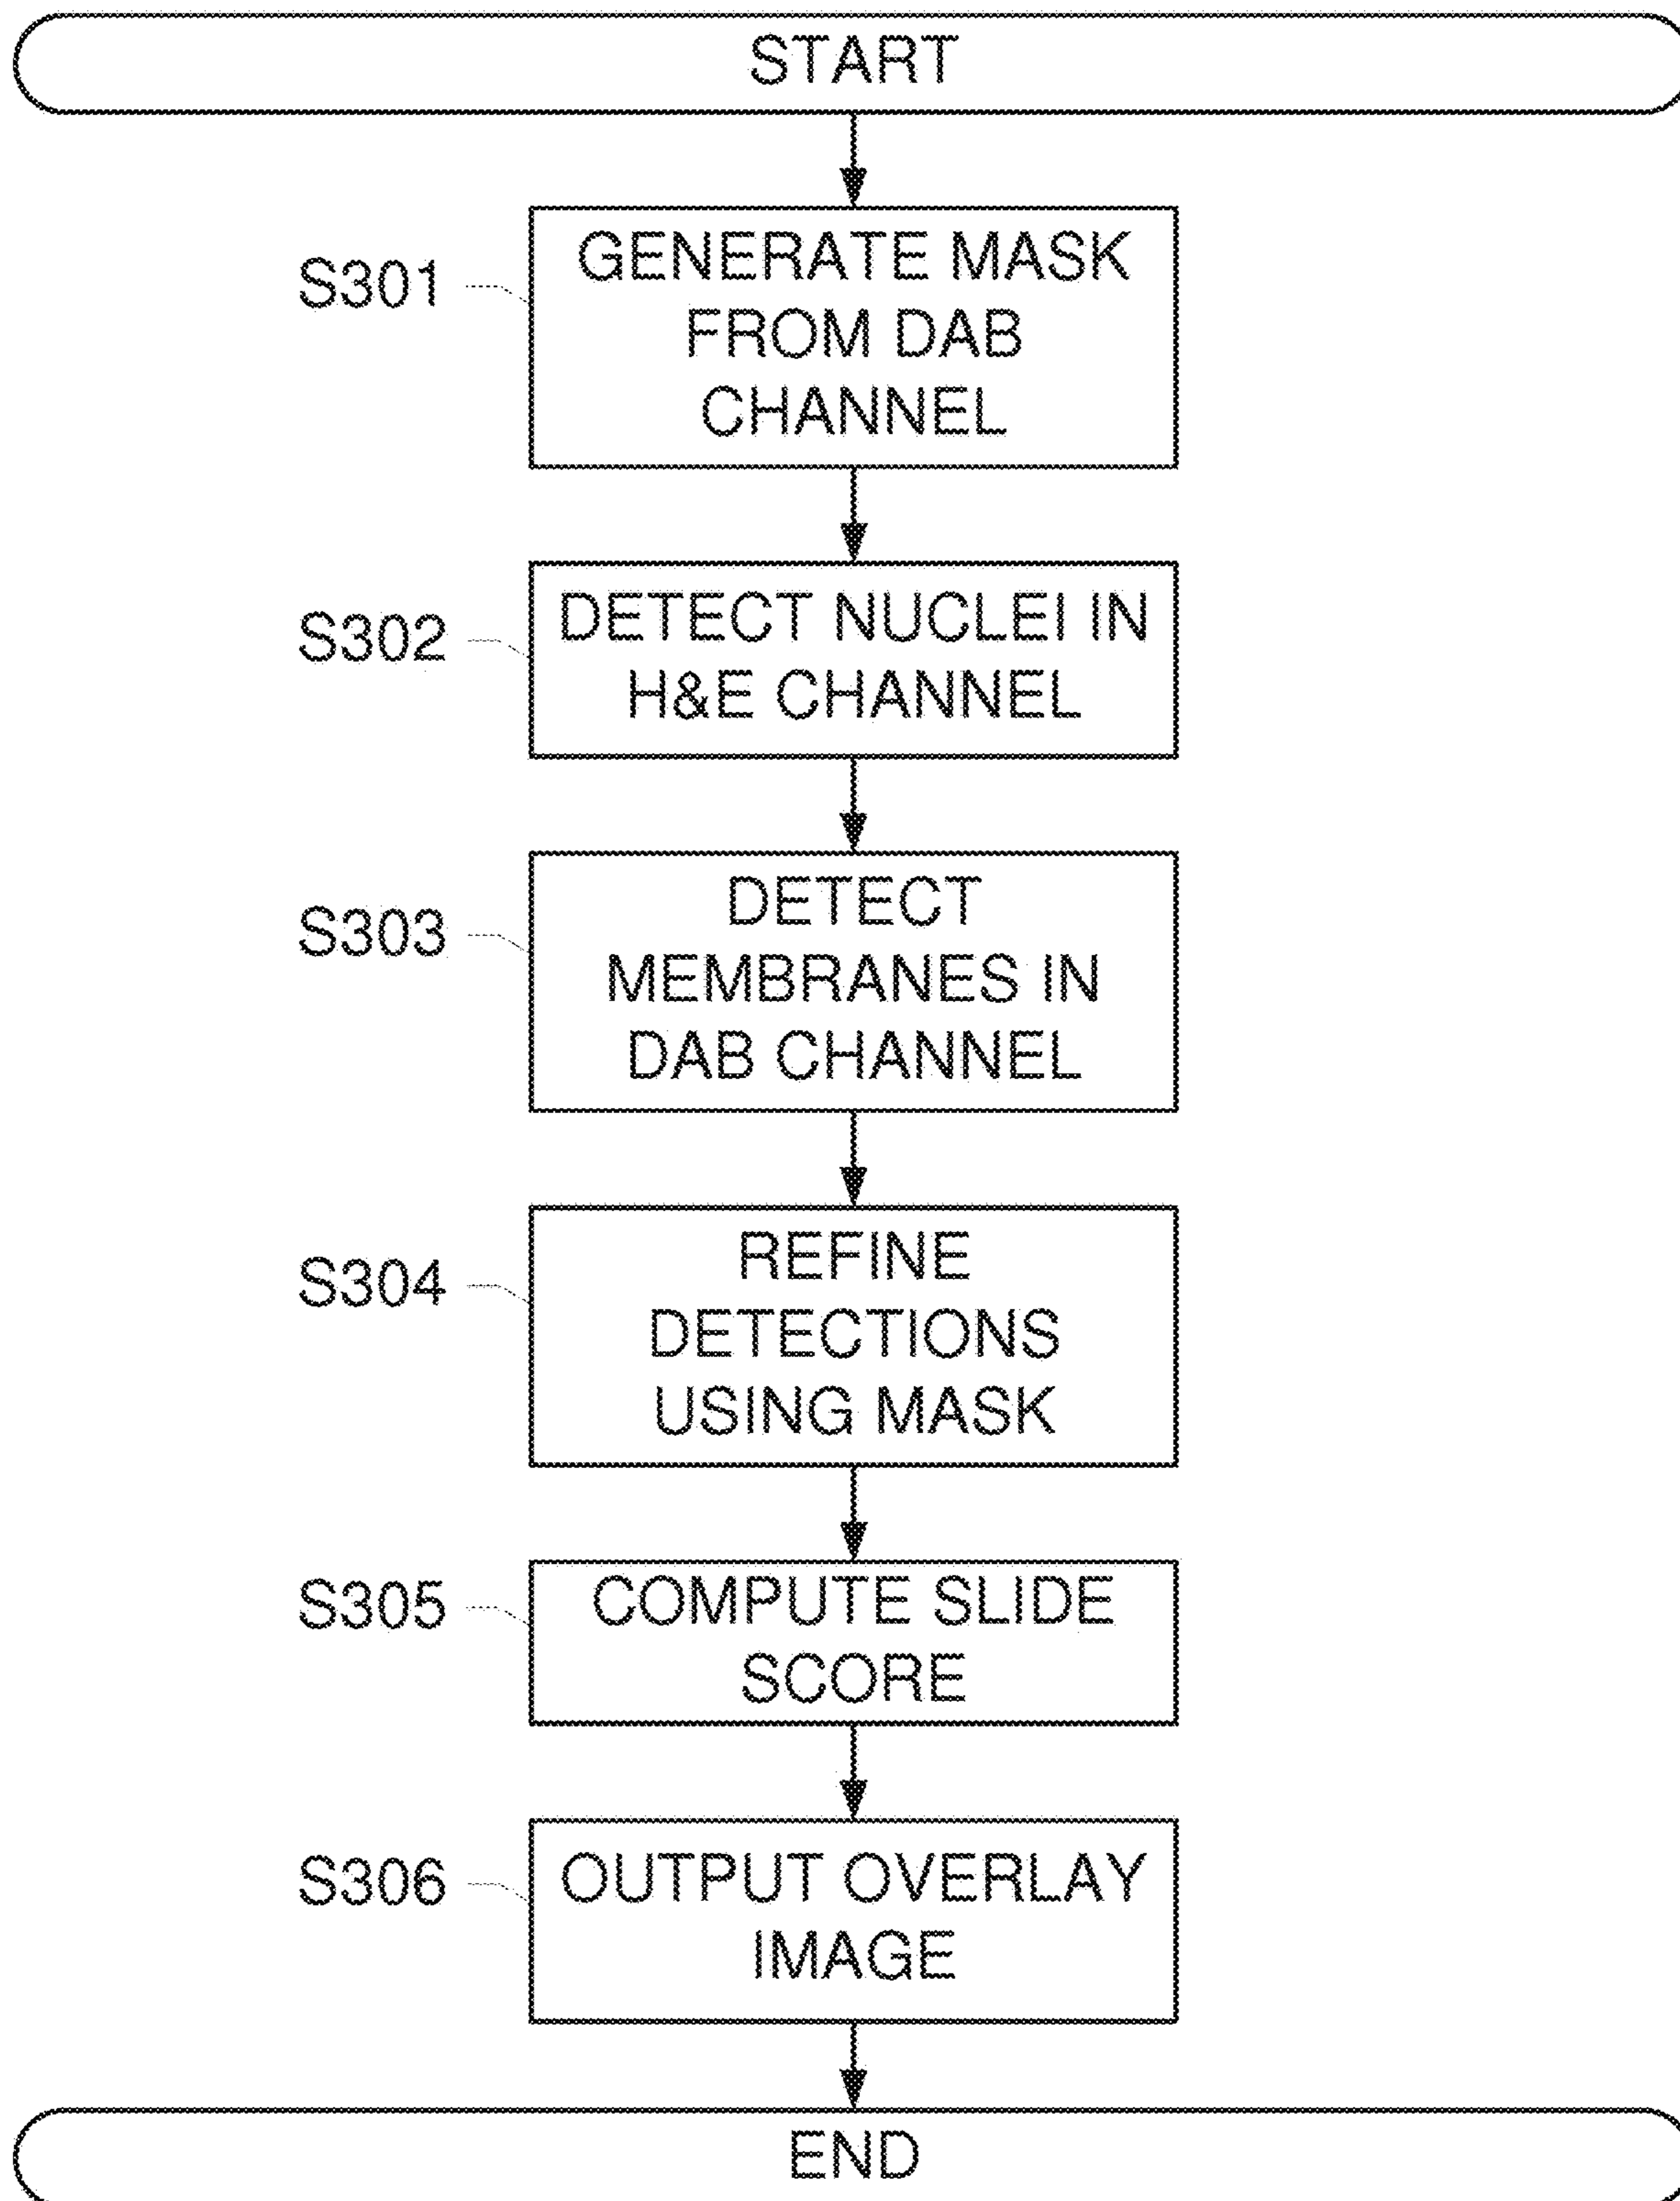 START
S301
GENERATE MASK
FROM DAB
CHANNEL
S302
DETECT NUCLEI IN
H&E CHANNEL
S303
DETECT
MEMBRANES IN
DAB CHANNEL
S304
REFINE
DETECTIONS
USING MASK
S305
COMPUTE SLIDE
SCORE
S306
OUTPUT OVERLAY
IMAGE
END